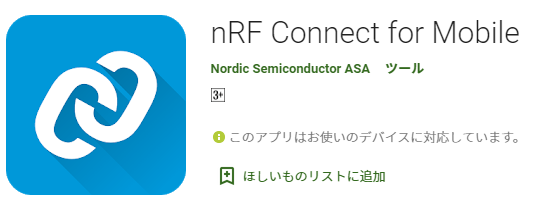 nRF Connect for Mobile
Nordic Semiconductor ASA ツール
3+
このアプリはお使いのデバイスに対応しています。
ほしいものリストに追加